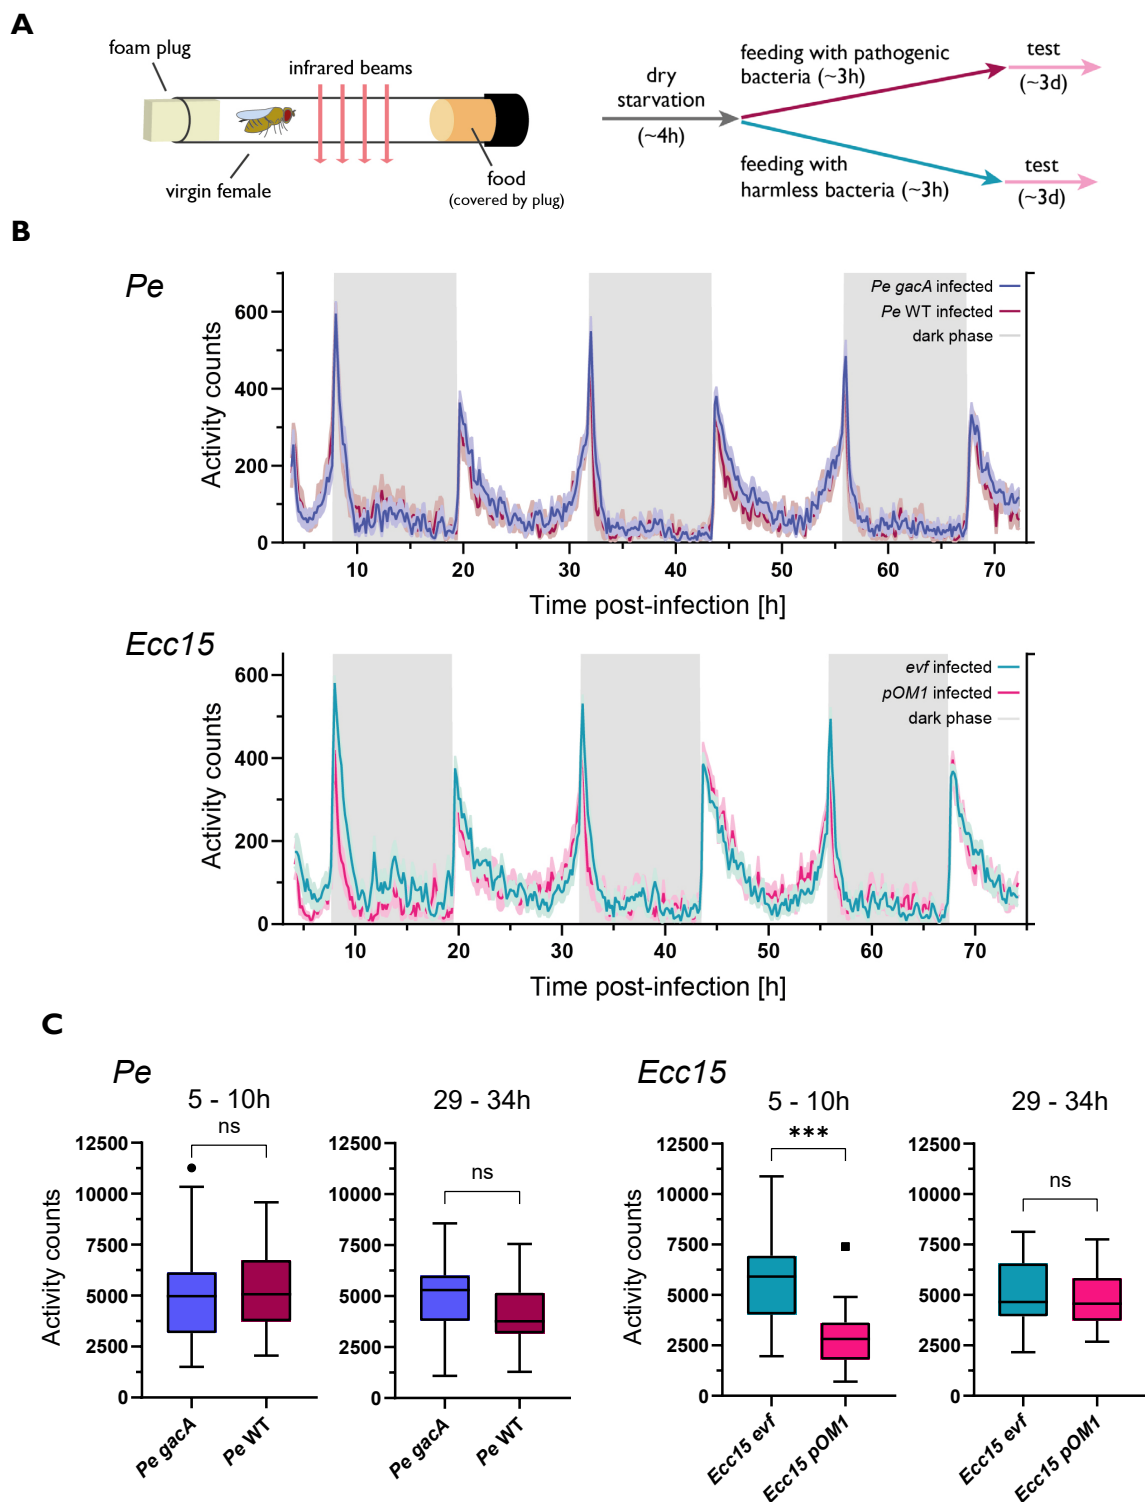 A
foam plug
infrared beams
virgin female
food
(covered by plug)
dry
starvation
(~4h)
feeding with pathogenic
bacteria (~3h)
test
(~3d)
feeding with
harmless bacteria (~3h)
test
(~3d)
B
Pe
Activity counts
600
400
200
0
Pe gacA infected
Pe WT infected
dark phase
10 20 30 40 50 60 70
Time post-infection [h]
Ecc15
Activity counts
600
400
200
0
evf infected
pOM1 infected
dark phase
10 20 30 40 50 60 70
Time post-infection [h]
C
Pe
5 - 10h
ns
Activity counts
12500
10000
7500
5000
2500
0
Pe gacA
Pe WT
29 - 34h
ns
12500
10000
7500
5000
2500
0
Pe gacA
Pe WT
Ecc15
5 - 10h
***
Activity counts
12500
10000
7500
5000
2500
0
Ecc15 evf
Ecc15 pOM1
29 - 34h
ns
12500
10000
7500
5000
2500
0
Ecc15 evf
Ecc15 pOM1